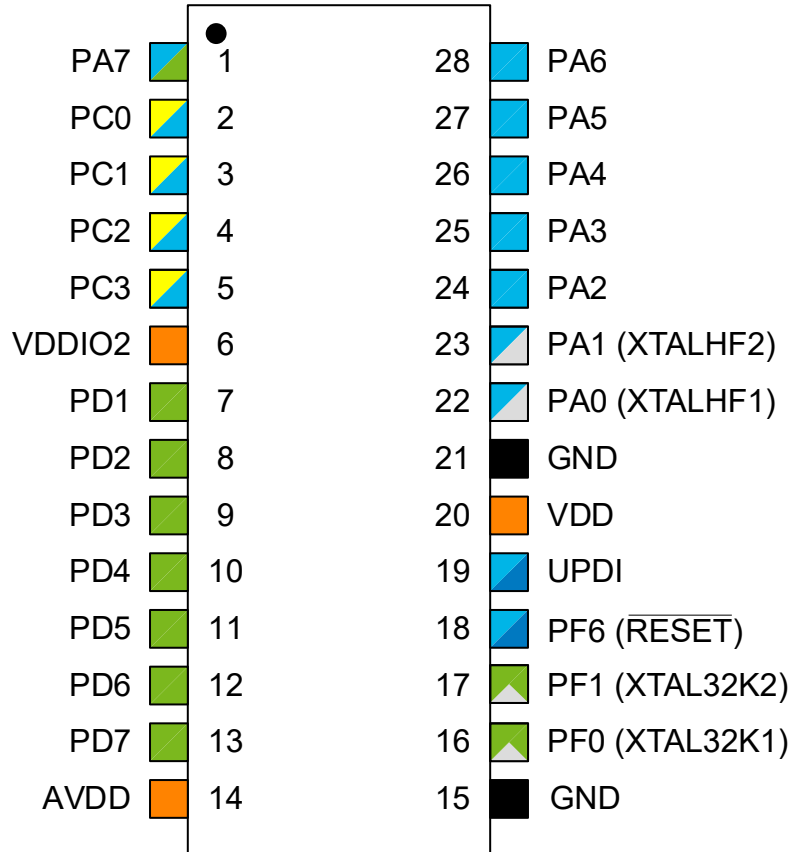 PA7 1 28 PA6
PC0 2 27 PA5
PC1 3 26 PA4
PC2 4 25 PA3
PC3 5 24 PA2
VDDIO2 6 23 PA1 (XTALHF2)
PD1 7 22 PA0 (XTALHF1)
PD2 8 21 GND
PD3 9 20 VDD
PD4 10 19 UPDI
PD5 11 18 PF6 (RESET)
PD6 12 17 PF1 (XTAL32K2)
PD7 13 16 PF0 (XTAL32K1)
AVDD 14 15 GND